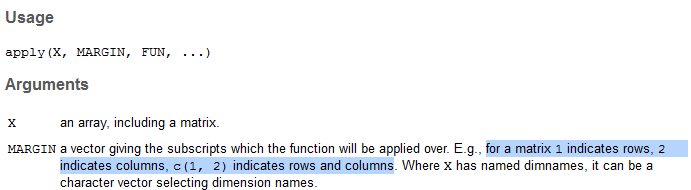 Usage
apply(X, MARGIN, FUN, ...)
Arguments
X an array, including a matrix.
MARGIN a vector giving the subscripts which the function will be applied over. E.g., for a matrix 1 indicates rows, 2
indicates columns, c(1, 2) indicates rows and columns. Where X has named dimnames, it can be a
character vector selecting dimension names.